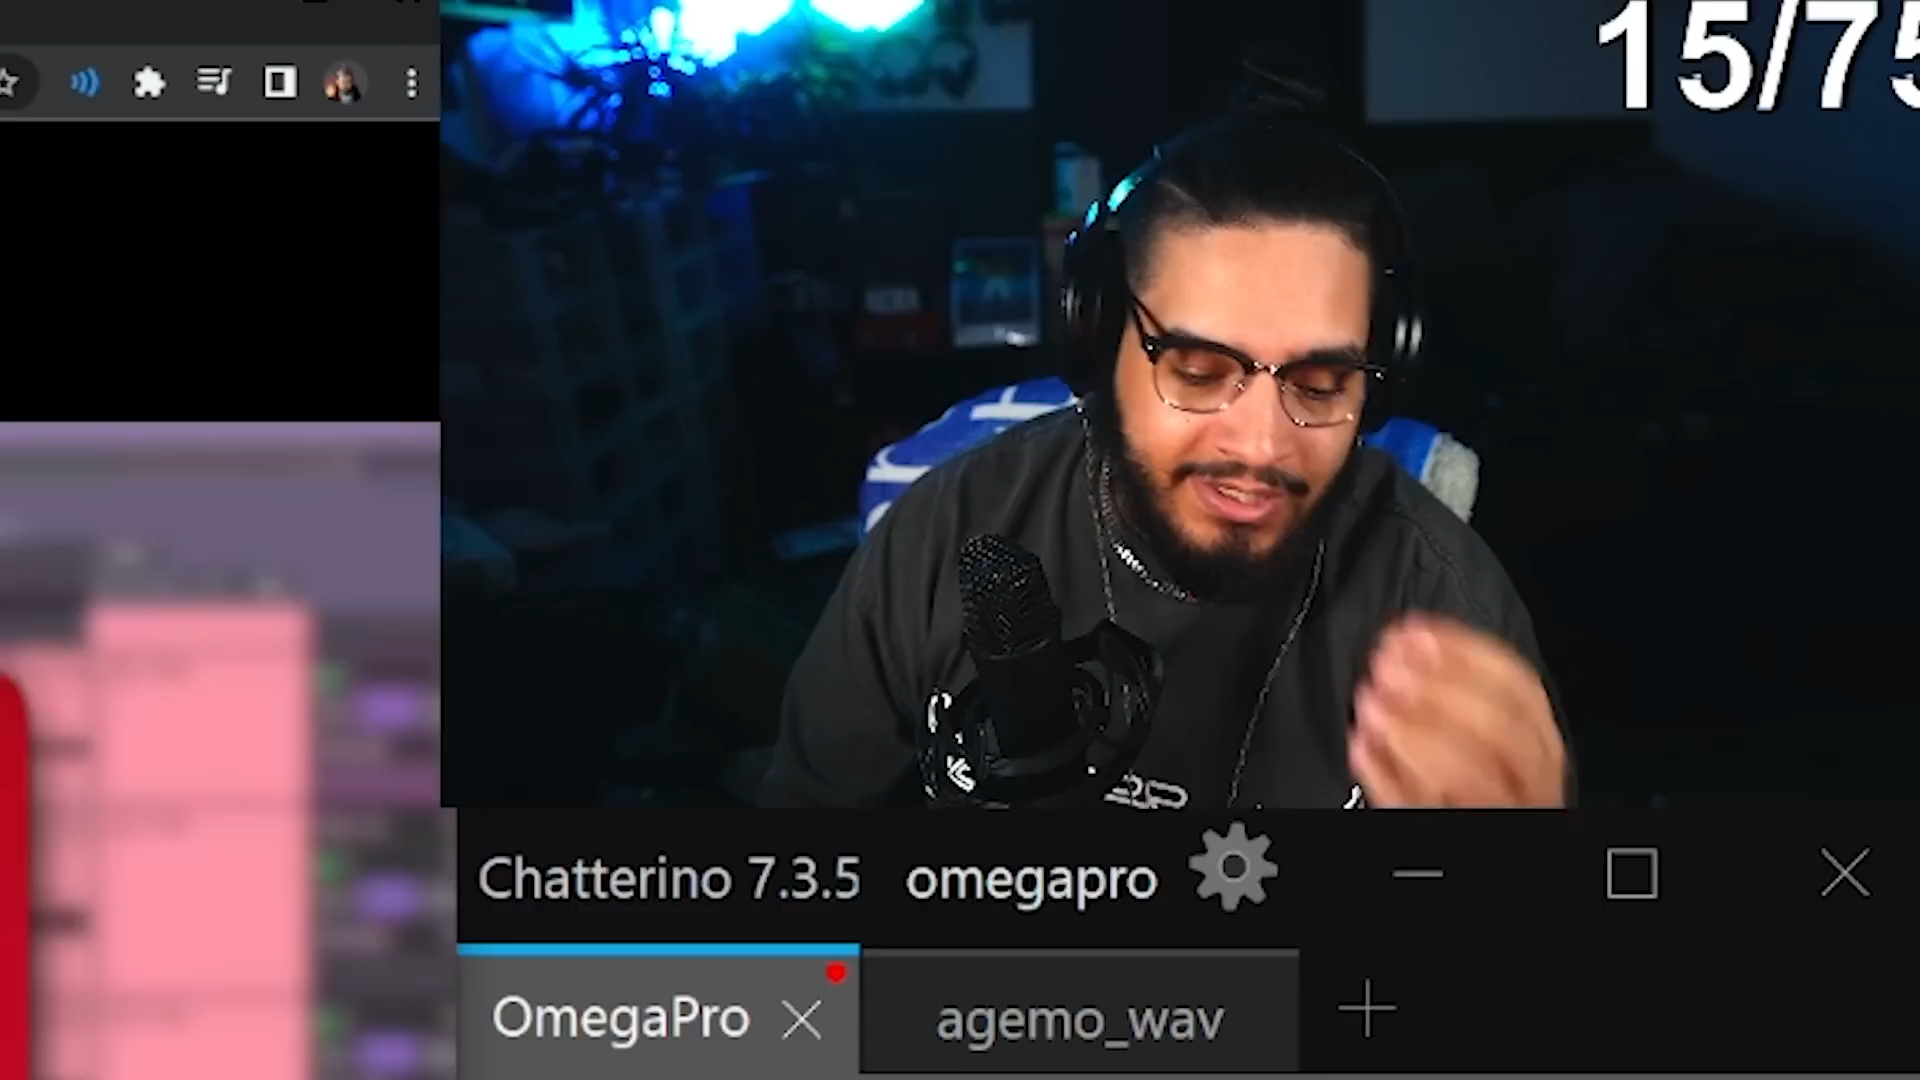 15/75
Chatterino 7.3.5 omegapro
OmegaPro
agemo_wav